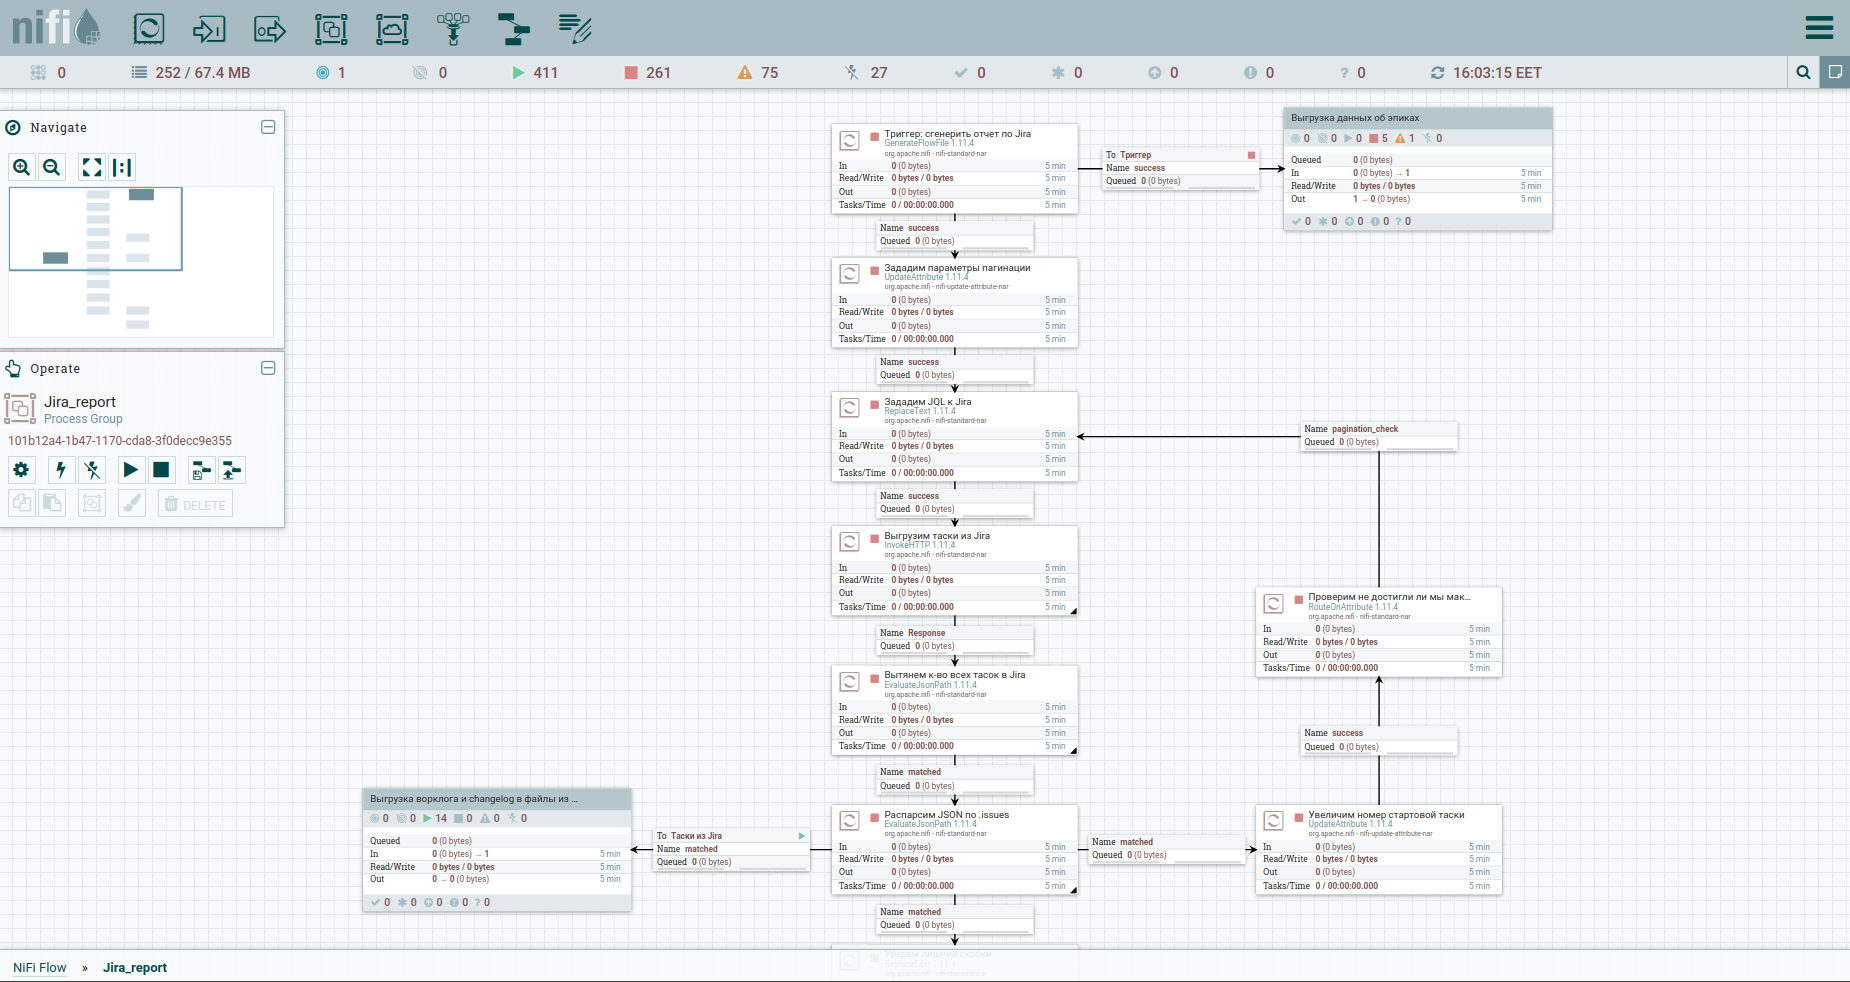 nifi
0
252 / 67.4 MB
1
0
411
261
75
27
0
0
0
0
0
16:03:15 EET
Navigate
Operate
Jira_report
Process Group
101b12a4-1b47-1170-cda8-3f0decc9e355
DELETE
Триггер: сгенерить отчет по Jira
GenerateFlowFile 1.11.4
org.apache.nifi - nifi-standard-nar
In 0 (0 bytes) 5 min
Read/Write 0 bytes / 0 bytes 5 min
Out 0 (0 bytes) 5 min
Tasks/Time 0 / 00:00:00.000 5 min
To Триггер
Name success
Queued 0 (0 bytes)
Выгрузка данных об эпиках
0 0 0 5 1 0
Queued 0 (0 bytes)
In 0 (0 bytes) → 1 5 min
Read/Write 0 bytes / 0 bytes 5 min
Out 1 → 0 (0 bytes) 5 min
0 0 0 0 ? 0
Name success
Queued 0 (0 bytes)
Зададим параметры пагинации
UpdateAttribute 1.11.4
org.apache.nifi - nifi-update-attribute-nar
In 0 (0 bytes) 5 min
Read/Write 0 bytes / 0 bytes 5 min
Out 0 (0 bytes) 5 min
Tasks/Time 0 / 00:00:00.000 5 min
Name success
Queued 0 (0 bytes)
Зададим JQL к Jira
ReplaceText 1.11.4
org.apache.nifi - nifi-standard-nar
In 0 (0 bytes) 5 min
Read/Write 0 bytes / 0 bytes 5 min
Out 0 (0 bytes) 5 min
Tasks/Time 0 / 00:00:00.000 5 min
Name pagination_check
Queued 0 (0 bytes)
Name success
Queued 0 (0 bytes)
Выгрузим таски из Jira
InvokeHTTP 1.11.4
org.apache.nifi - nifi-standard-nar
In 0 (0 bytes) 5 min
Read/Write 0 bytes / 0 bytes 5 min
Out 0 (0 bytes) 5 min
Tasks/Time 0 / 00:00:00.000 5 min
Проверим не достигли ли мы мак...
RouteOnAttribute 1.11.4
org.apache.nifi - nifi-standard-nar
In 0 (0 bytes) 5 min
Read/Write 0 bytes / 0 bytes 5 min
Out 0 (0 bytes) 5 min
Tasks/Time 0 / 00:00:00.000 5 min
Name Response
Queued 0 (0 bytes)
Вытянем к-во всех тасок в Jira
EvaluateJsonPath 1.11.4
org.apache.nifi - nifi-standard-nar
In 0 (0 bytes) 5 min
Read/Write 0 bytes / 0 bytes 5 min
Out 0 (0 bytes) 5 min
Tasks/Time 0 / 00:00:00.000 5 min
Name success
Queued 0 (0 bytes)
Name matched
Queued 0 (0 bytes)
Выгрузка ворклога и changelog в файлы из ...
0 0 14 0 0 0
Queued 0 (0 bytes)
In 0 (0 bytes) → 1 5 min
Read/Write 0 bytes / 0 bytes 5 min
Out 0 → 0 (0 bytes) 5 min
0 0 0 0 ? 0
To Таски из Jira
Name matched
Queued 0 (0 bytes)
Распарсим JSON по .issues
EvaluateJsonPath 1.11.4
org.apache.nifi - nifi-standard-nar
In 0 (0 bytes) 5 min
Read/Write 0 bytes / 0 bytes 5 min
Out 0 (0 bytes) 5 min
Tasks/Time 0 / 00:00:00.000 5 min
Name matched
Queued 0 (0 bytes)
Увеличим номер стартовой таски
UpdateAttribute 1.11.4
org.apache.nifi - nifi-update-attribute-nar
In 0 (0 bytes) 5 min
Read/Write 0 bytes / 0 bytes 5 min
Out 0 (0 bytes) 5 min
Tasks/Time 0 / 00:00:00.000 5 min
Name matched
Queued 0 (0 bytes)
Уберем лишние скобки
ReplaceText 1.11.4
org.apache.nifi - nifi-standard-nar
NiFi Flow » Jira_report